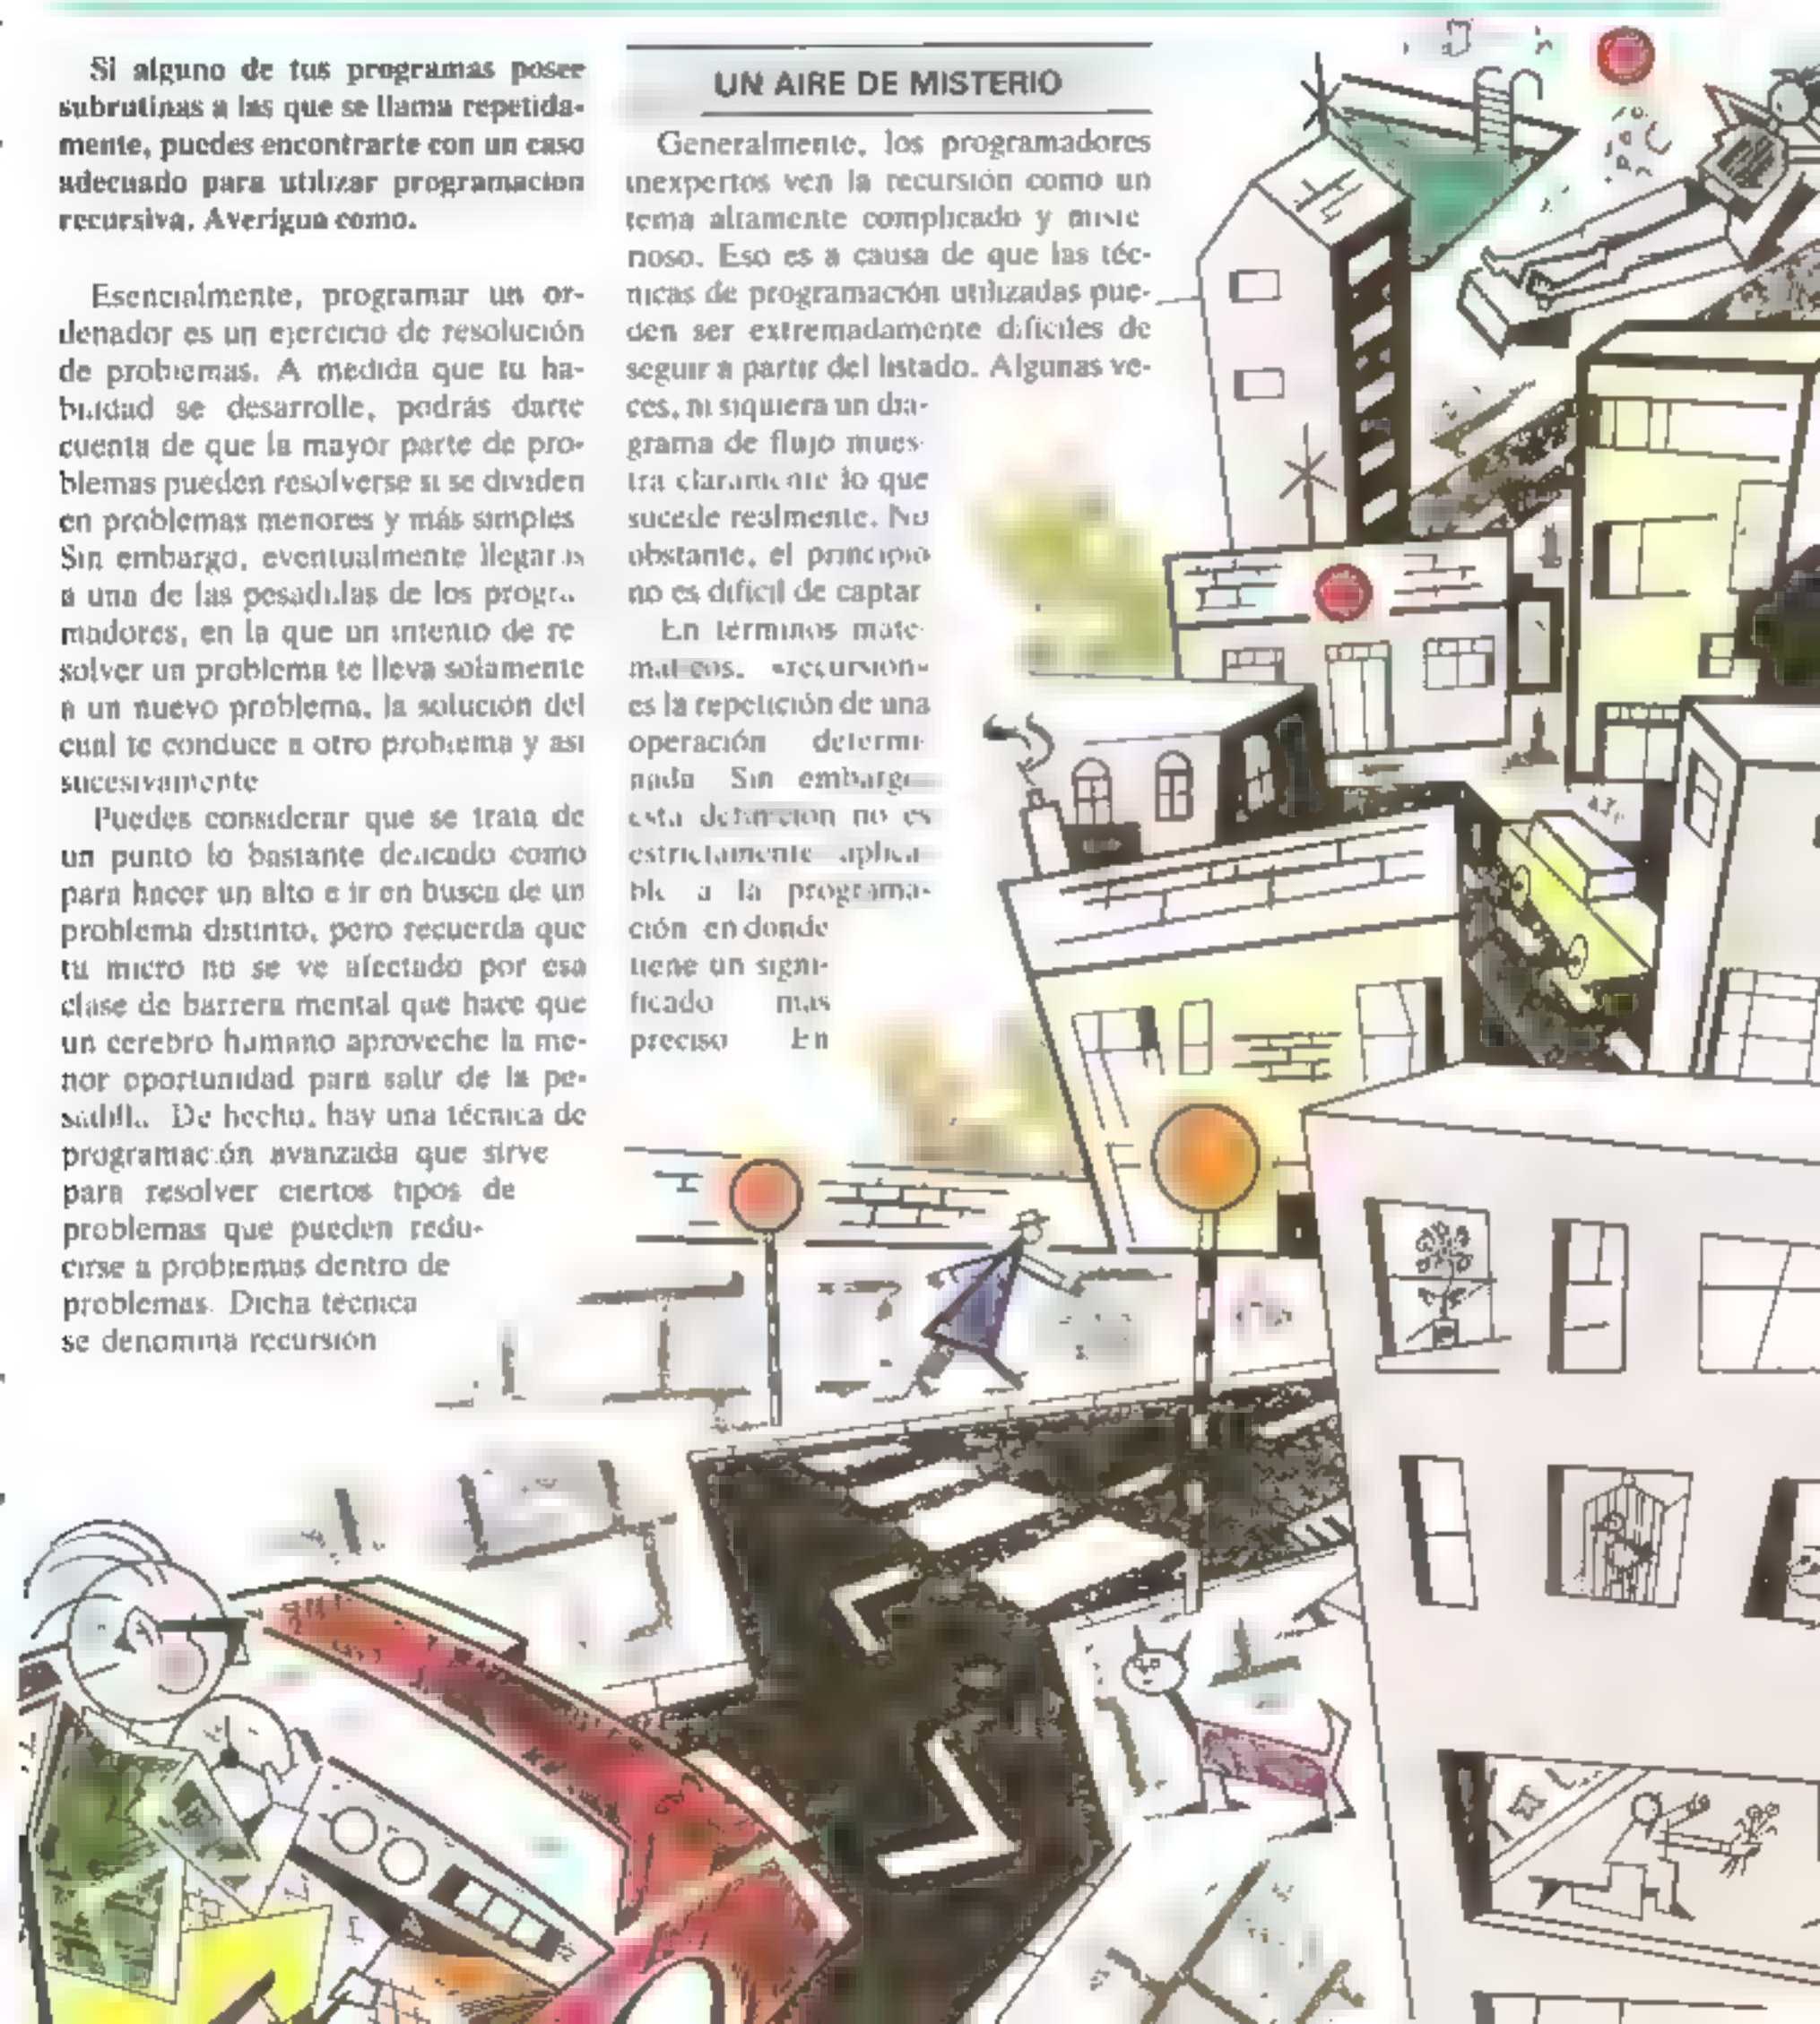 Si alguno de tus programas posee
subrutinas a las que se llama repetida-
mente, puedes encontrarte con un caso
adecuado para utilizar programacion
recursiva. Averigua como.
Esencialmente, programar un or-
denador es un ejercicio de resolución
de problemas. A medida que tu ha-
bilidad se desarrolle, podrás darte
cuenta de que la mayor parte de pro-
blemas pueden resolverse si se dividen
en problemas menores y más simples
Sin embargo, eventualmente llegarás
a una de las pesadillas de los progra-
madores, en la que un intento de re
solver un problema te lleva solamente
a un nuevo problema, la solución del
cual te conduce a otro problema y asi
sucesivamente
Puedes considerar que se trata de
un punto lo bastante delicado como
para hacer un alto e ir en busca de un
problema distinto, pero recuerda que
tu micro no se ve afectado por esa
clase de barrera mental que hace que
un cerebro humano aproveche la me-
nor oportunidad para salir de la pe-
sadilla. De hecho, hay una técnica de
programación avanzada que sirve
para resolver ciertos tipos de
problemas que pueden redu-
cirse a problemas dentro de
problemas. Dicha técnica
se denomina recursión
UN AIRE DE MISTERIO
Generalmente, los programadores
inexpertos ven la recursión como un
tema altamente complicado y miste
rioso. Eso es a causa de que las téc-
nicas de programación utilizadas pue-
den ser extremadamente difíciles de
seguir a partir del listado. Algunas ve-
ces, ni siquiera un dia-
grama de flujo mues-
tra claramente lo que
sucede realmente. No
obstante, el principio
no es difícil de captar
En términos mate-
máticos, «recursión»
es la repetición de una
operación determi-
nada Sin embargo
esta definición no es
estrictamente aplica-
ble a la programa-
ción en donde
tiene un signi-
ficado mas
preciso En